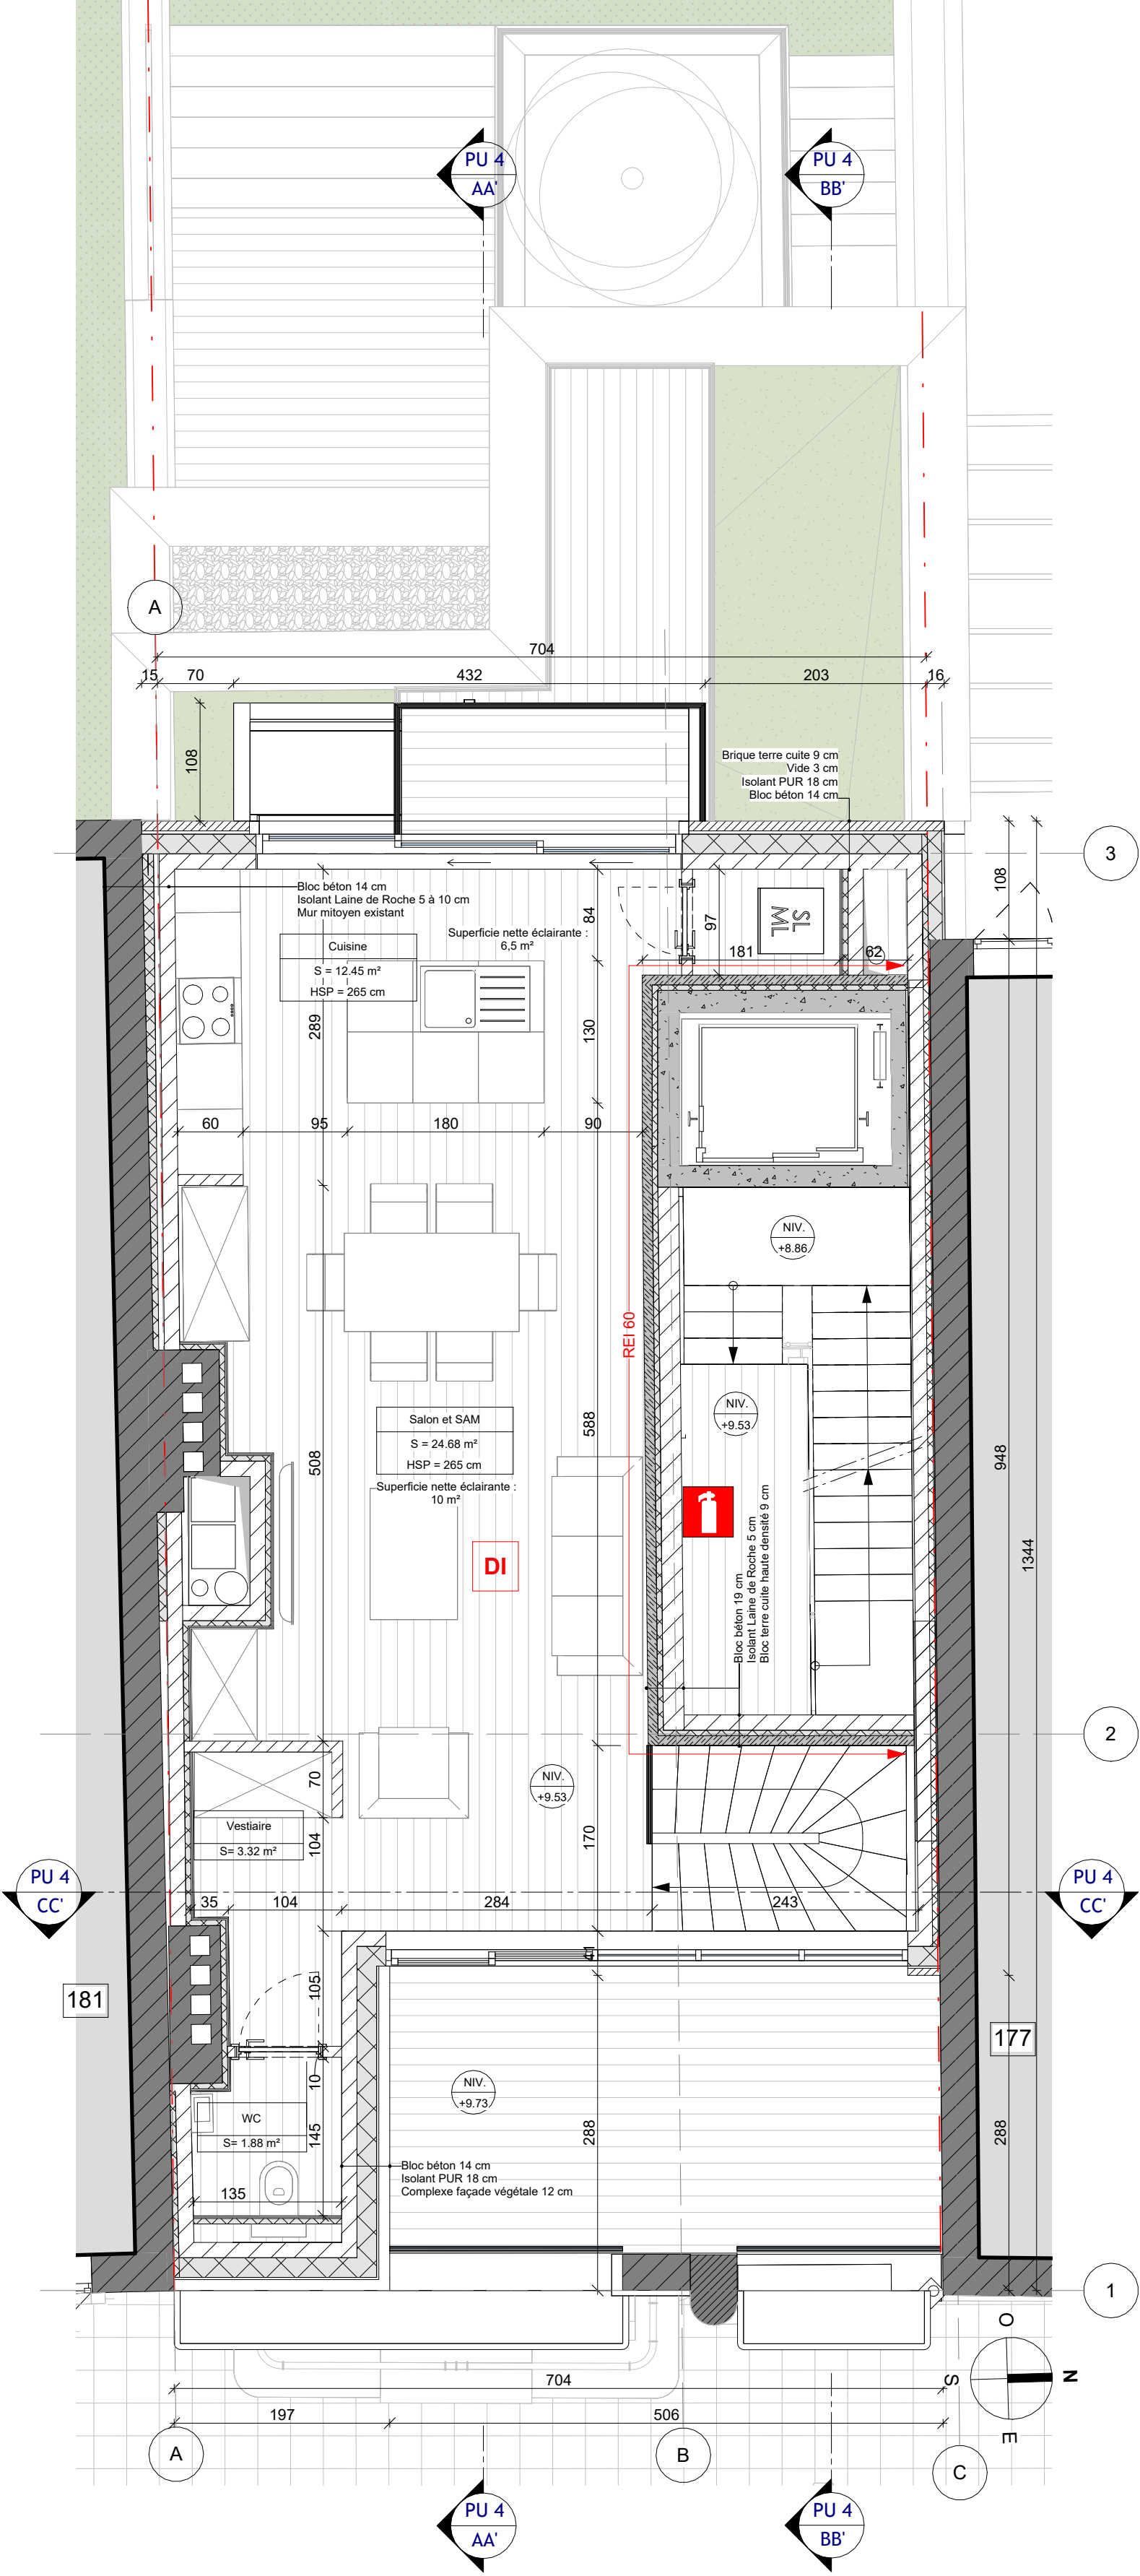 PU 4
AA'
PU 4
BB'
A
704
15
70
432
203
16
108
Brique terre cuite 9 cm
Vide 3 cm
Isolant PUR 18 cm
Bloc béton 14 cm
3
Bloc béton 14 cm
Isolant Laine de Roche 5 à 10 cm
Mur mitoyen existant
84
97
SL
ML
108
Superficie nette éclairante :
6,5 m²
Cuisine
S = 12.45 m²
HSP = 265 cm
181
62
289
130
60
95
180
90
NIV.
+8.86
REI 60
NIV.
+9.53
Salon et SAM
S = 24.68 m²
HSP = 265 cm
Superficie nette éclairante :
10 m²
588
508
948
1344
DI
Bloc béton 19 cm
Isolant Laine de Roche 5 cm
Bloc terre cuite haute densité 9 cm
2
70
NIV.
+9.53
Vestiaire
S= 3.32 m²
104
170
PU 4
CC'
PU 4
CC'
35
104
284
243
41
181
105
177
10
NIV.
+9.73
WC
S= 1.88 m²
145
288
288
Bloc béton 14 cm
Isolant PUR 18 cm
Complexe façade végétale 12 cm
135
1
O
S
N
E
704
197
506
A
B
C
PU 4
AA'
PU 4
BB'